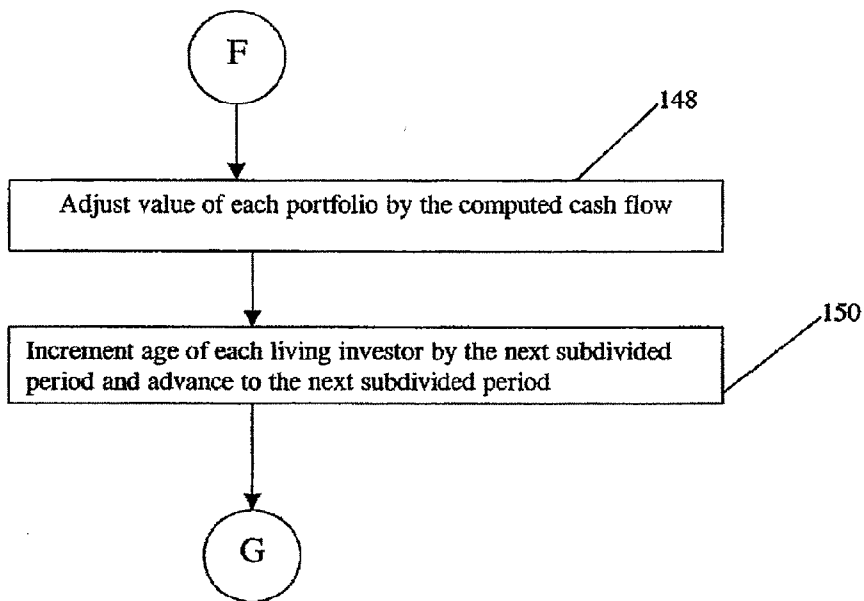 F
148
Adjust value of each portfolio by the computed cash flow
150
Increment age of each living investor by the next subdivided
period and advance to the next subdivided period
G